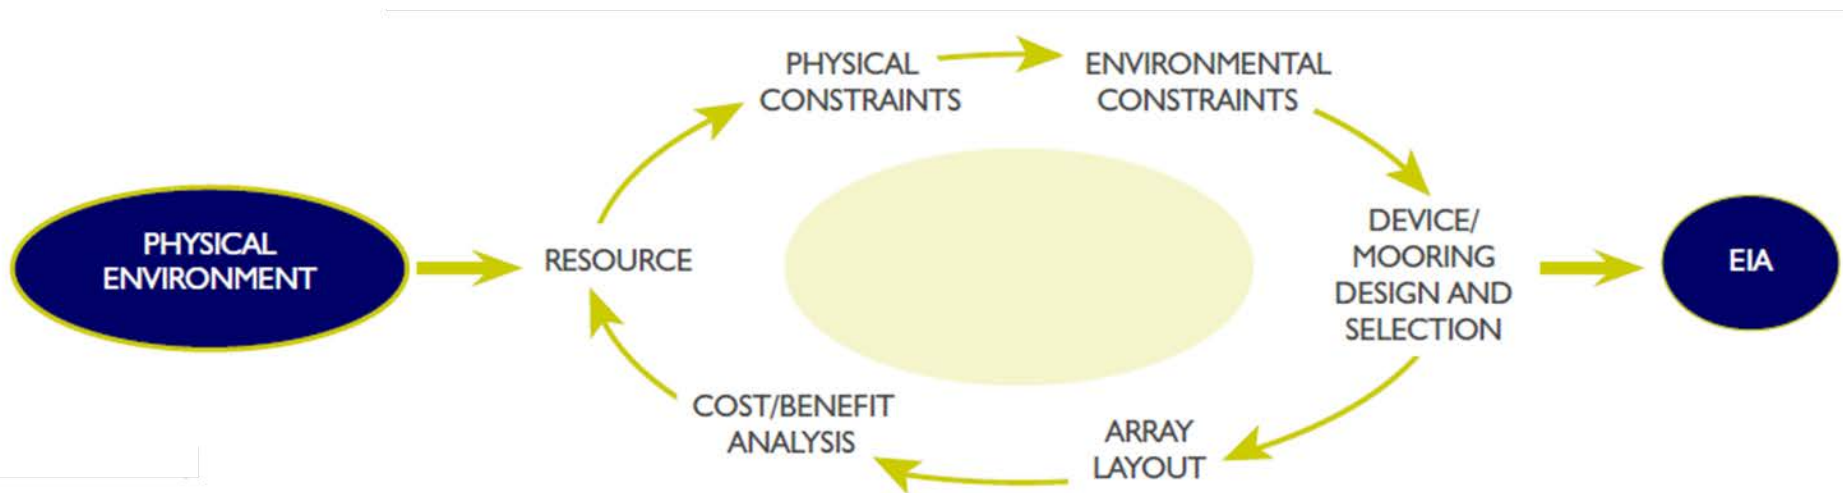 PHYSICAL
CONSTRAINTS
ENVIRONMENTAL
CONSTRAINTS
PHYSICAL
ENVIRONMENT
RESOURCE
DEVICE/
MOORING
DESIGN AND
SELECTION
EIA
COST/BENEFIT
ANALYSIS
ARRAY
LAYOUT